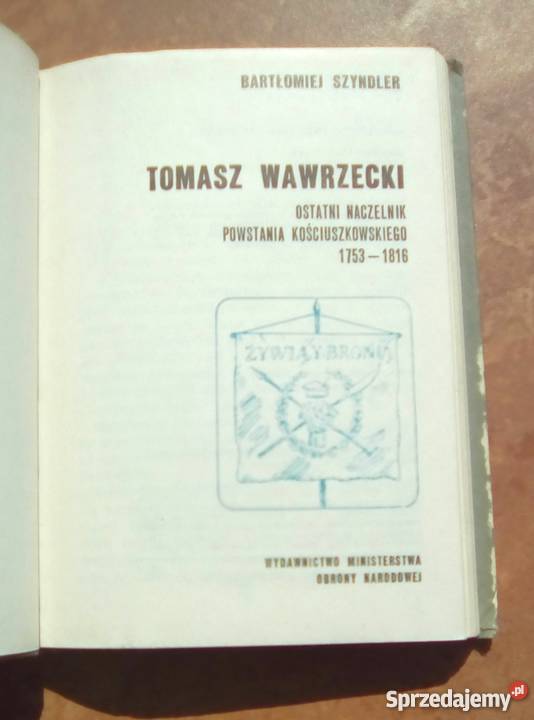 BARTŁOMIEJ SZYNDLER
TOMASZ WAWRZECKI
OSTATNI NACZELNIK
POWSTANIA KOŚCIUSZKOWSKIEGO
1753—1816
ŻYWIĄ Y BRONIĄ
WYDAWNICTWO MINISTERSTWA
OBRONY NARODOWEJ
Sprzedajemy.pl